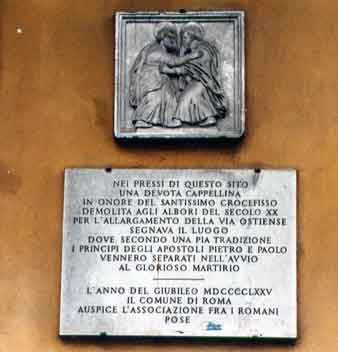 NEI PRESSI DI QUESTO SITO
UNA DEVOTA CAPPELLINA
IN ONORE DEL SANTISSIMO CROCEFISSO
DEMOLITA AGLI ALBORI DEL SECOLO XX
PER L'ALLARGAMENTO DELLA VIA OSTIENSE
SEGNAVA IL LUOGO
DOVE SECONDO UNA PIA TRADIZIONE
I PRINCIPI DEGLI APOSTOLI PIETRO E PAOLO
VENNERO SEPARATI NELL'AVVIO
AL GLORIOSO MARTIRIO
L'ANNO DEL GIUBILEO MDCCCCLXXV
IL COMUNE DI ROMA
AUSPICE L'ASSOCIAZIONE FRA I ROMANI
POSE